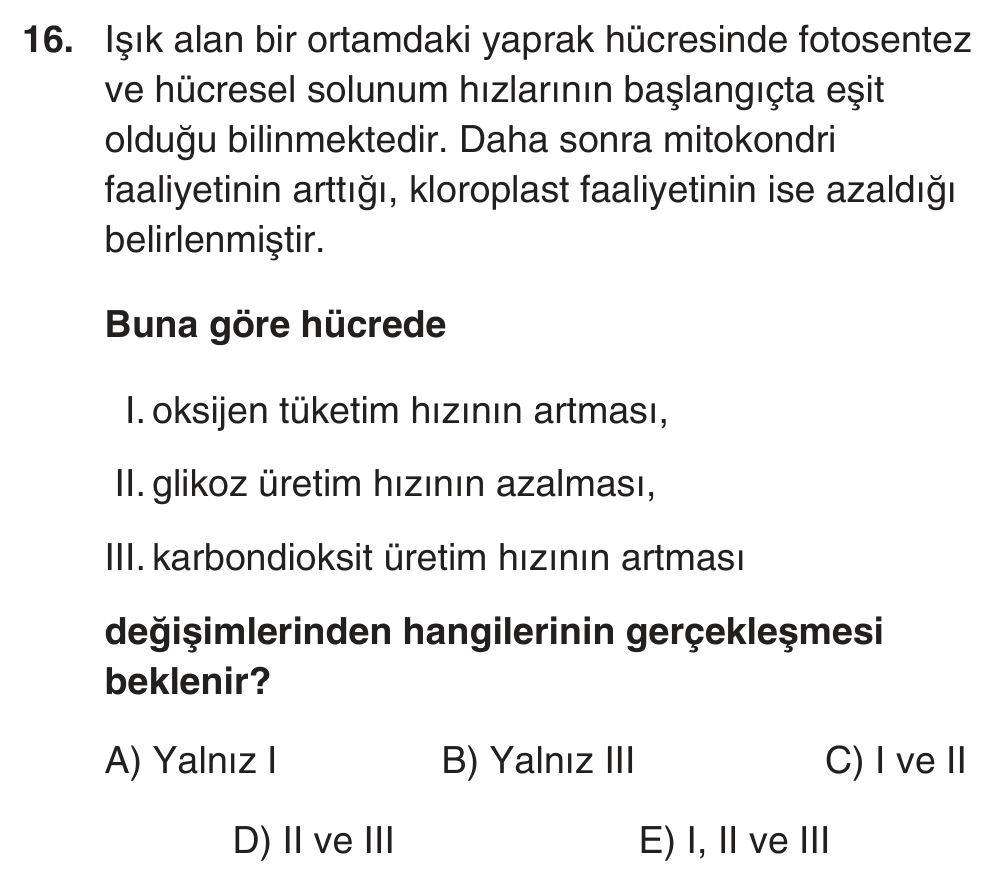 16. Işık alan bir ortamdaki yaprak hücresinde fotosentez
ve hücresel solunum hızlarının başlangıçta eşit
olduğu bilinmektedir. Daha sonra mitokondri
faaliyetinin arttığı, kloroplast faaliyetinin ise azaldığı
belirlenmiştir.
Buna göre hücrede
I. oksijen tüketim hızının artması,
II. glikoz üretim hızının azalması,
III. karbondioksit üretim hızının artması
değişimlerinden hangilerinin gerçekleşmesi
beklenir?
A) Yalnız I B) Yalnız III C) I ve II
D) II ve III E) I, II ve III